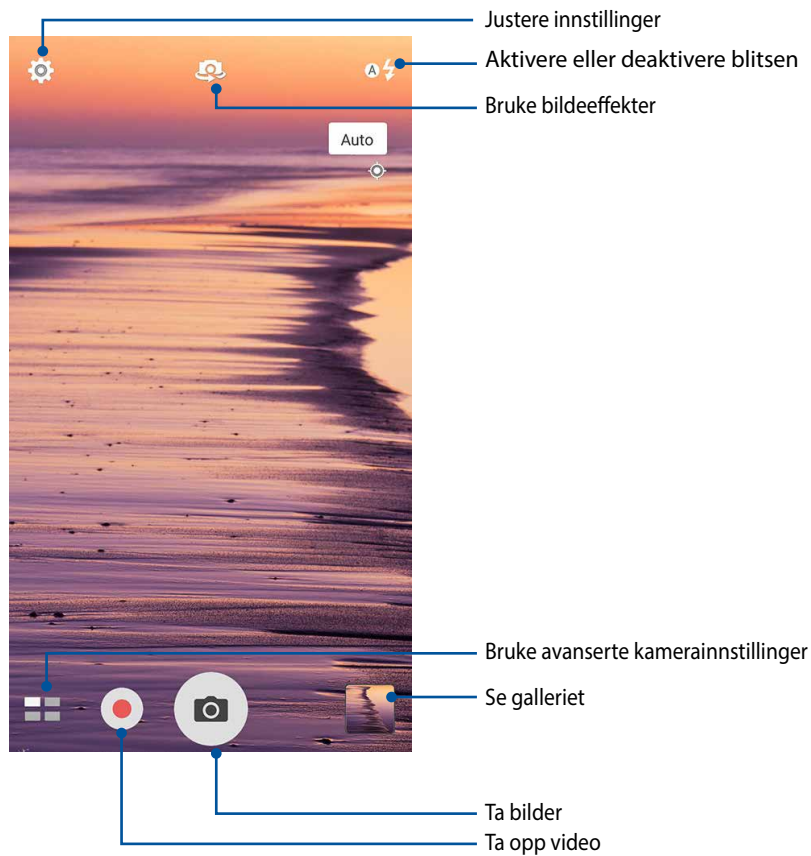 Justere innstillinger
Aktivere eller deaktivere blitsen
A
Bruke bildeeffekter
Auto
Bruke avanserte kamerainnstillinger
Se galleriet
Ta bilder
Ta opp video